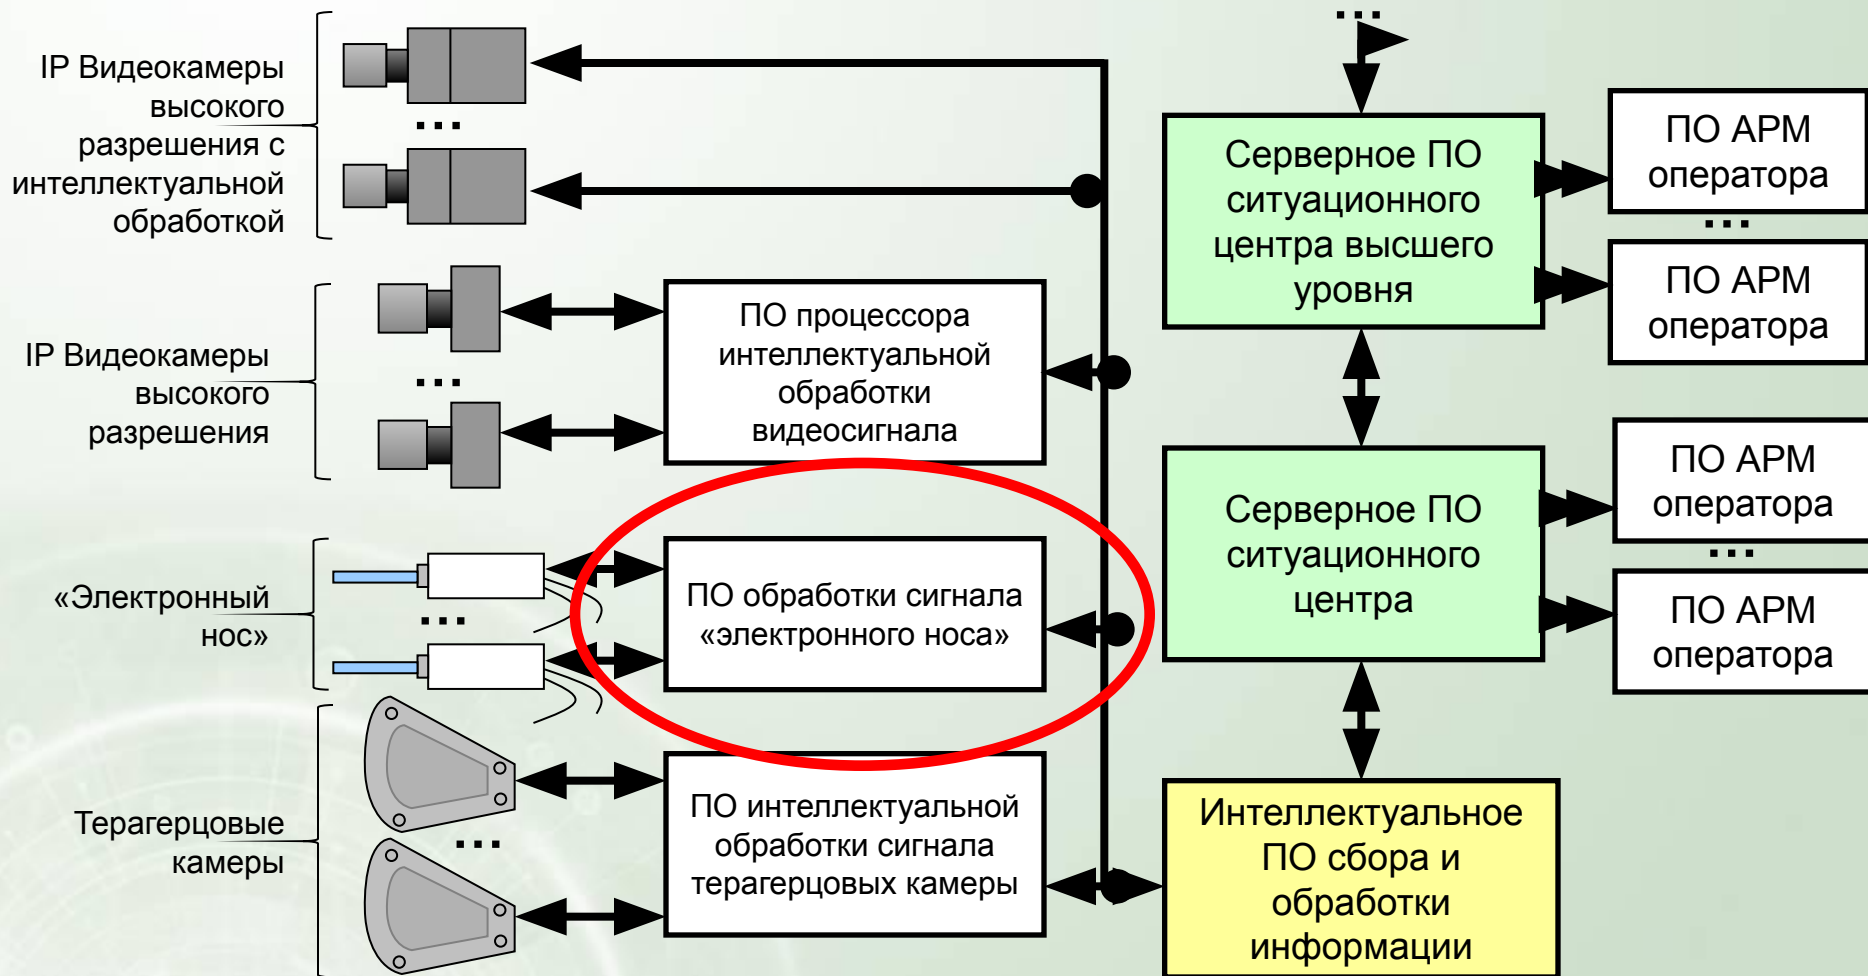 IP Видеокамеры
высокого
разрешения с
интеллектуальной
обработкой
...
IP Видеокамеры
высокого
разрешения
...
«Электронный
нос»
...
Терагерцовые
камеры
...
ПО процессора
интеллектуальной
обработки
видеосигнала
ПО обработки сигнала
«электронного носа»
ПО интеллектуальной
обработки сигнала
терагерцовых камеры
...
Серверное ПО
ситуационного
центра высшего
уровня
Серверное ПО
ситуационного
центра
Интеллектуальное
ПО сбора и
обработки
информации
ПО АРМ
оператора
...
ПО АРМ
оператора
ПО АРМ
оператора
...
ПО АРМ
оператора